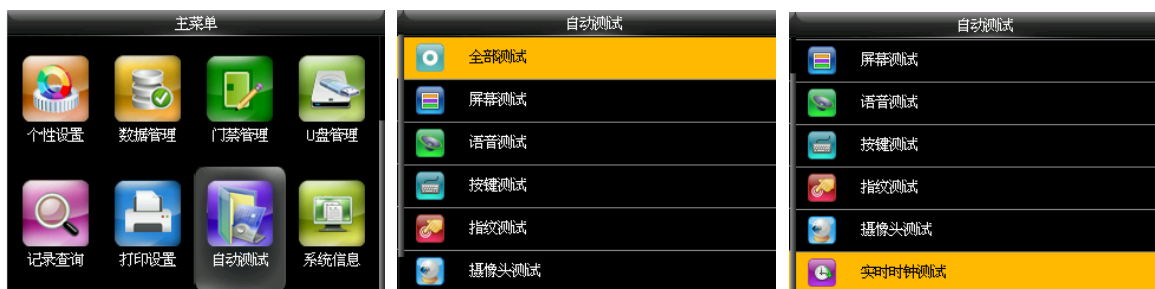 主菜单
个性设置 数据管理 门禁管理 U盘管理
记录查询 打印设置 自动测试 系统信息
自动测试
全部测试
屏幕测试
语音测试
按键测试
指纹测试
摄像头测试
自动测试
屏幕测试
语音测试
按键测试
指纹测试
摄像头测试
实时时钟测试